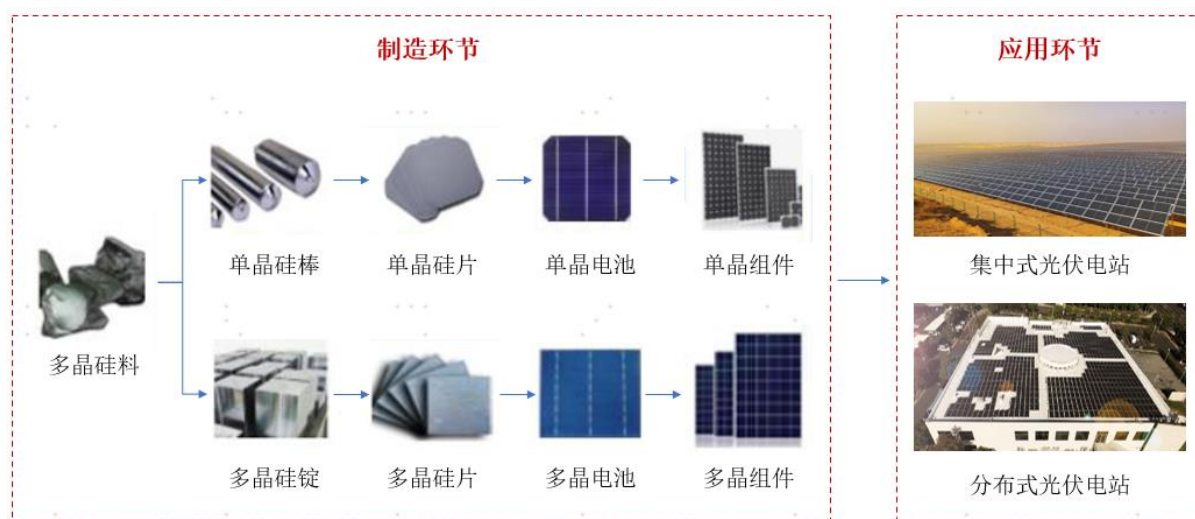 制造环节
应用环节
单晶硅棒
单晶硅片
单晶电池
单晶组件
集中式光伏电站
多晶硅料
多晶硅锭
多晶硅片
多晶电池
多晶组件
分布式光伏电站